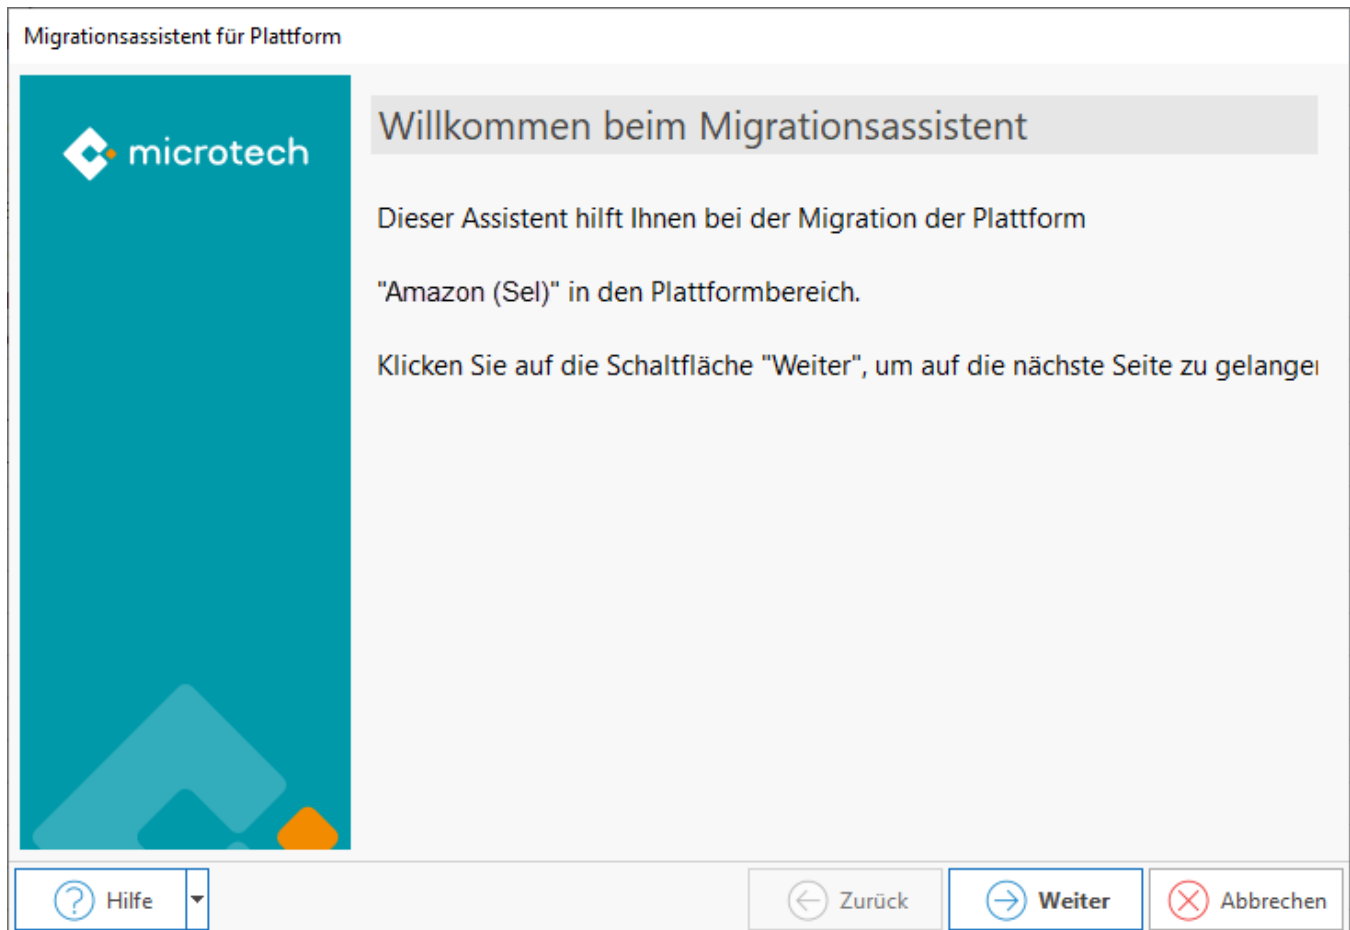 Migrationsassistent für Plattform
microtech
Willkommen beim Migrationsassistent
Dieser Assistent hilft Ihnen bei der Migration der Plattform
"Amazon (Sel)" in den Plattformbereich.
Klicken Sie auf die Schaltfläche "Weiter", um auf die nächste Seite zu gelangen
Hilfe
Zurück
Weiter
Abbrechen